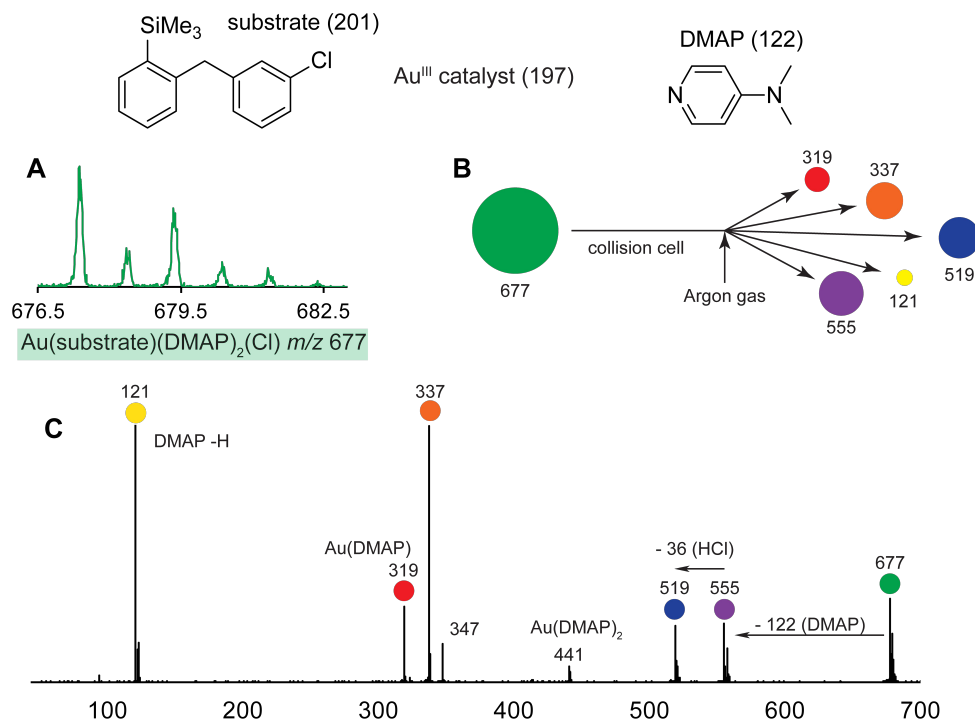 SiMe₃
substrate (201)
Cl
Auᴵᴵᴵ catalyst (197)
DMAP (122)
N
N
A
676.5 679.5 682.5
Au(substrate)(DMAP)₂(Cl) m/z 677
B
319
337
677
collision cell
519
Argon gas
121
555
C
121
DMAP -H
337
Au(DMAP)
319
347
Au(DMAP)₂
441
- 36 (HCl)
519
555
- 122 (DMAP)
677
100 200 300 400 500 600 700